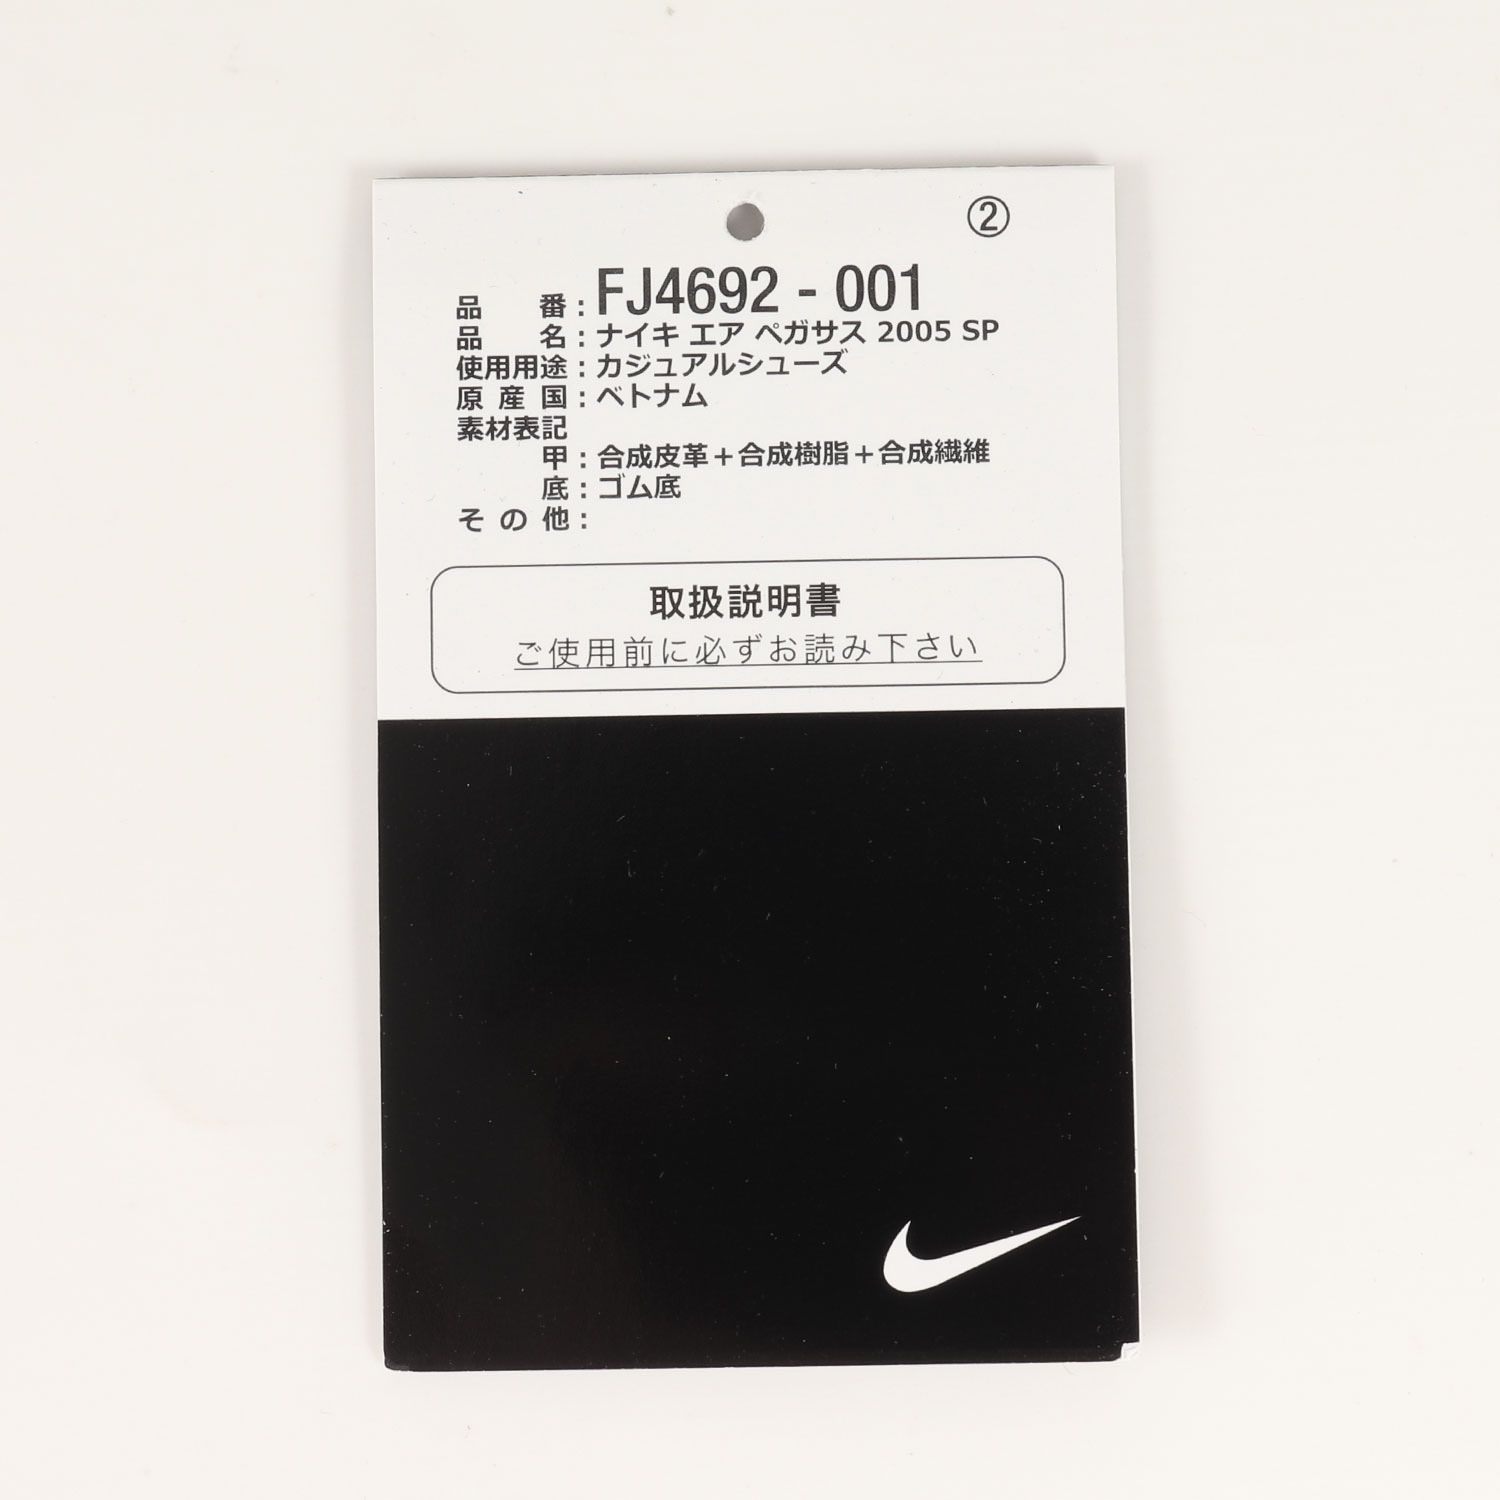 ②
品番：FJ4692 - 001
品名：ナイキ エア ペガサス 2005 SP
使用用途：カジュアルシューズ
原産国：ベトナム
素材表記
甲：合成皮革＋合成樹脂＋合成繊維
底：ゴム底
その他：
取扱説明書
ご使用前に必ずお読み下さい